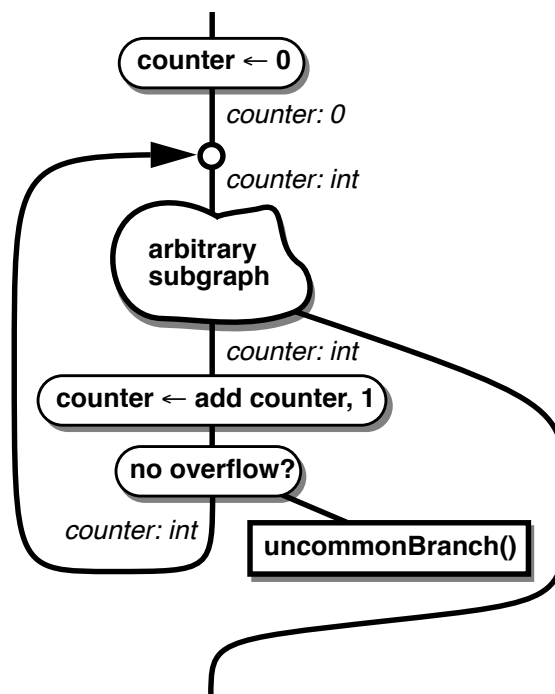 counter ← 0
counter: 0
counter: int
arbitrary
subgraph
counter: int
counter ← add counter, 1
no overflow?
counter: int
uncommonBranch()